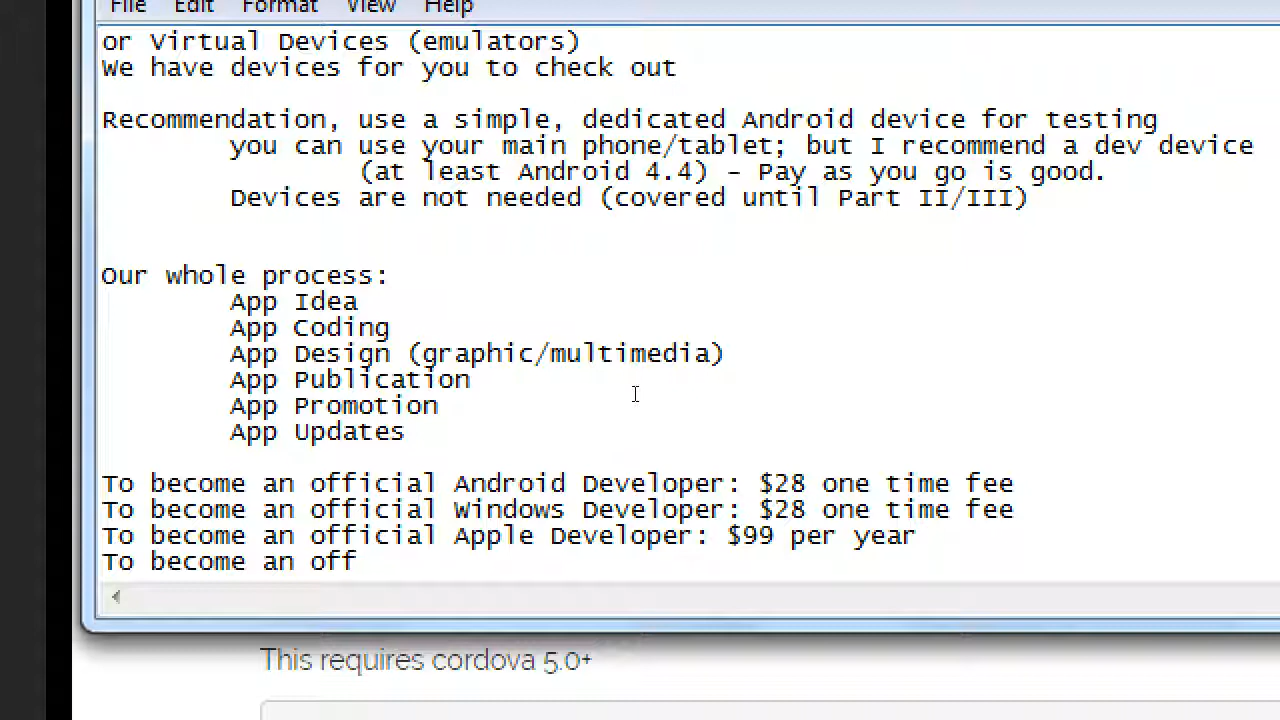 File Edit Format View Help
or Virtual Devices (emulators)
We have devices for you to check out
Recommendation, use a simple, dedicated Android device for testing
you can use your main phone/tablet; but I recommend a dev device
(at least Android 4.4) - Pay as you go is good.
Devices are not needed (covered until Part II/III)
Our whole process:
App Idea
App Coding
App Design (graphic/multimedia)
App Publication
App Promotion
App Updates
To become an official Android Developer: $28 one time fee
To become an official Windows Developer: $28 one time fee
To become an official Apple Developer: $99 per year
To become an off
This requires cordova 5.0+